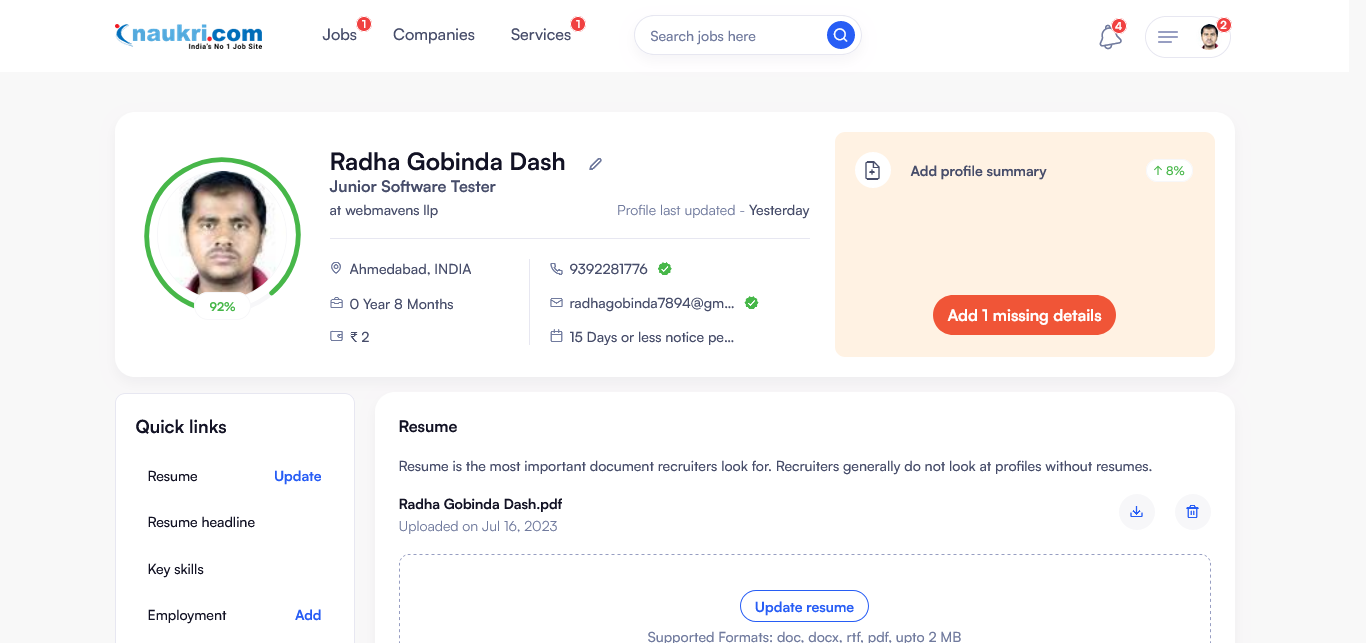 naukri.com
India's No 1 Job Site
Jobs 1
Companies
Services 1
Search jobs here
4
2
Radha Gobinda Dash
Junior Software Tester
at webmavens llp
Profile last updated - Yesterday
Ahmedabad, INDIA
0 Year 8 Months
₹ 2
9392281776
radhagobinda7894@gm...
15 Days or less notice pe...
92%
Add profile summary
↑ 8%
Add 1 missing details
Quick links
Resume
Update
Resume headline
Key skills
Employment
Add
Resume
Resume is the most important document recruiters look for. Recruiters generally do not look at profiles without resumes.
Radha Gobinda Dash.pdf
Uploaded on Jul 16, 2023
Update resume
Supported Formats: doc, docx, rtf, pdf, upto 2 MB